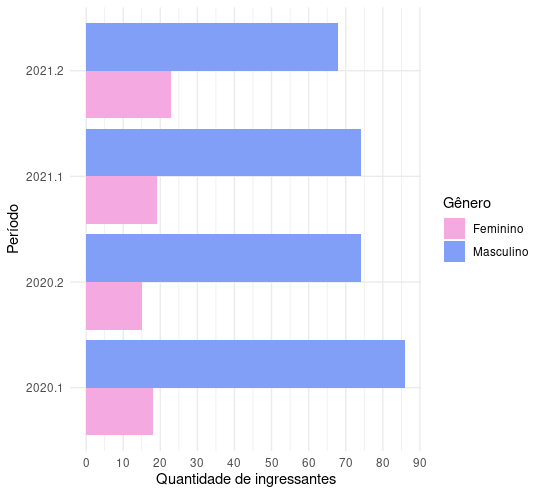 2021.2
2021.1
2020.2
2020.1
Período
0 10 20 30 40 50 60 70 80 90
Quantidade de ingressantes
Gênero
Feminino
Masculino